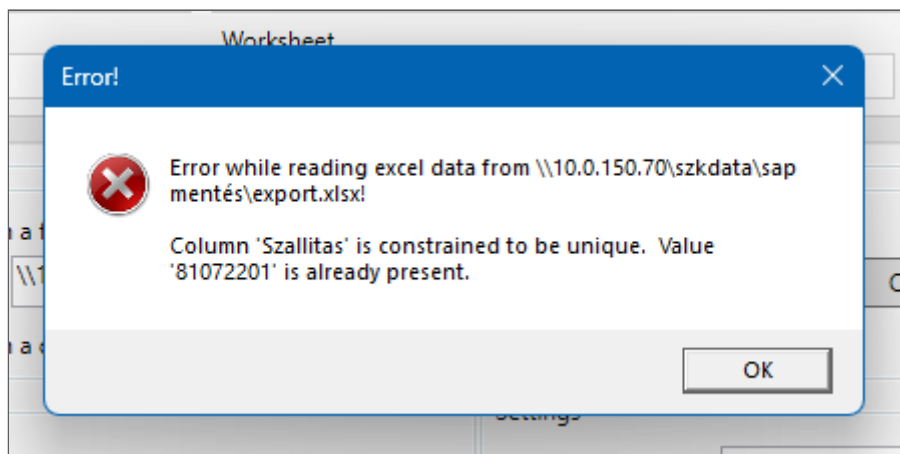 Worksheet
Error!
Error while reading excel data from \\10.0.150.70\szkdata\sap
mentés\export.xlsx!
Column 'Szallitas' is constrained to be unique.  Value
'81072201' is already present.
OK
Settings